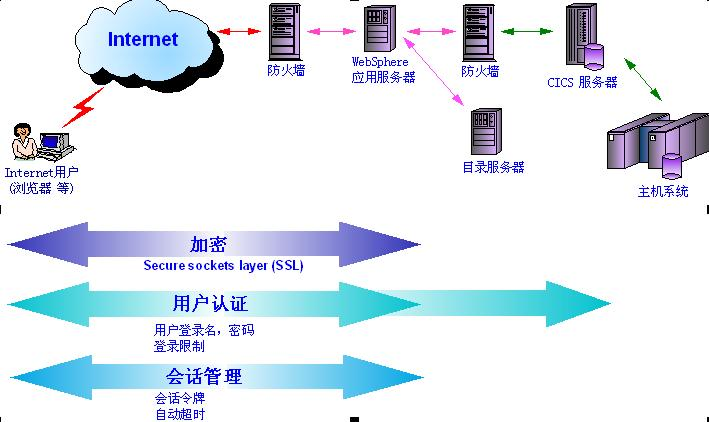 Internet
防火墙
WebSphere
应用服务器
防火墙
CICS 服务器
Internet用户
(浏览器 等)
目录服务器
主机系统
加密
Secure sockets layer (SSL)
用户认证
用户登录名，密码
登录限制
会话管理
会话令牌
自动超时